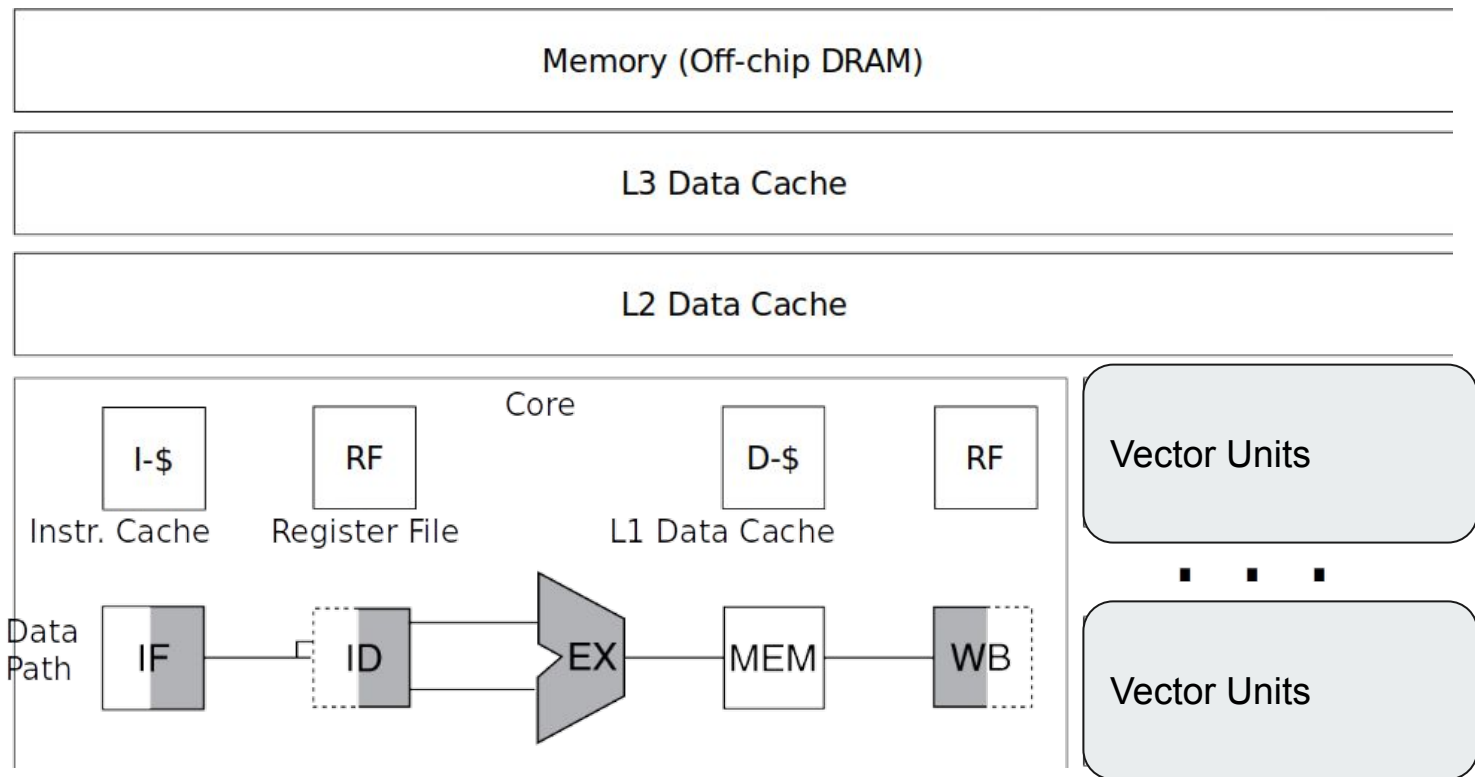 Memory (Off-chip DRAM)
L3 Data Cache
L2 Data Cache
Core
I-$
RF
D-$
RF
Instr. Cache
Register File
L1 Data Cache
Vector Units
. . .
Data
Path
IF
ID
EX
MEM
WB
Vector Units